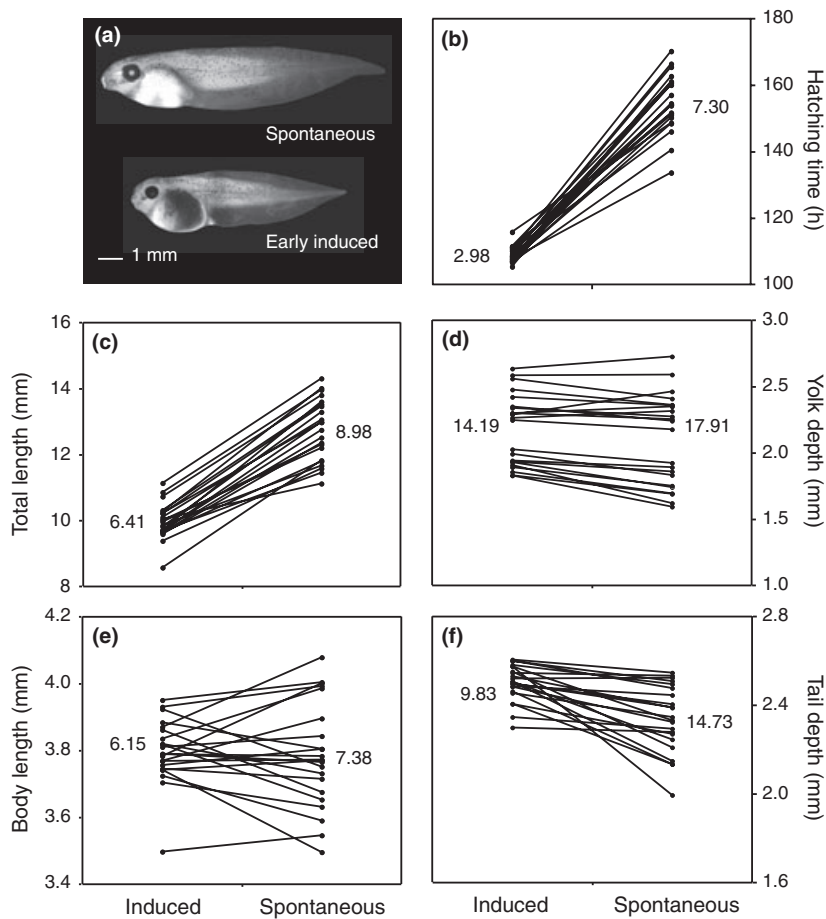 (a)
Spontaneous
Early induced
1 mm
(b)
180
160
140
120
100
Hatching time (h)
2.98
7.30
(c)
16
14
12
10
8
Total length (mm)
6.41
8.98
(d)
3.0
2.5
2.0
1.5
1.0
Yolk depth (mm)
14.19
17.91
(e)
4.2
4.0
3.8
3.6
3.4
Body length (mm)
6.15
7.38
Induced
Spontaneous
(f)
2.8
2.4
2.0
1.6
Tail depth (mm)
9.83
14.73
Induced
Spontaneous